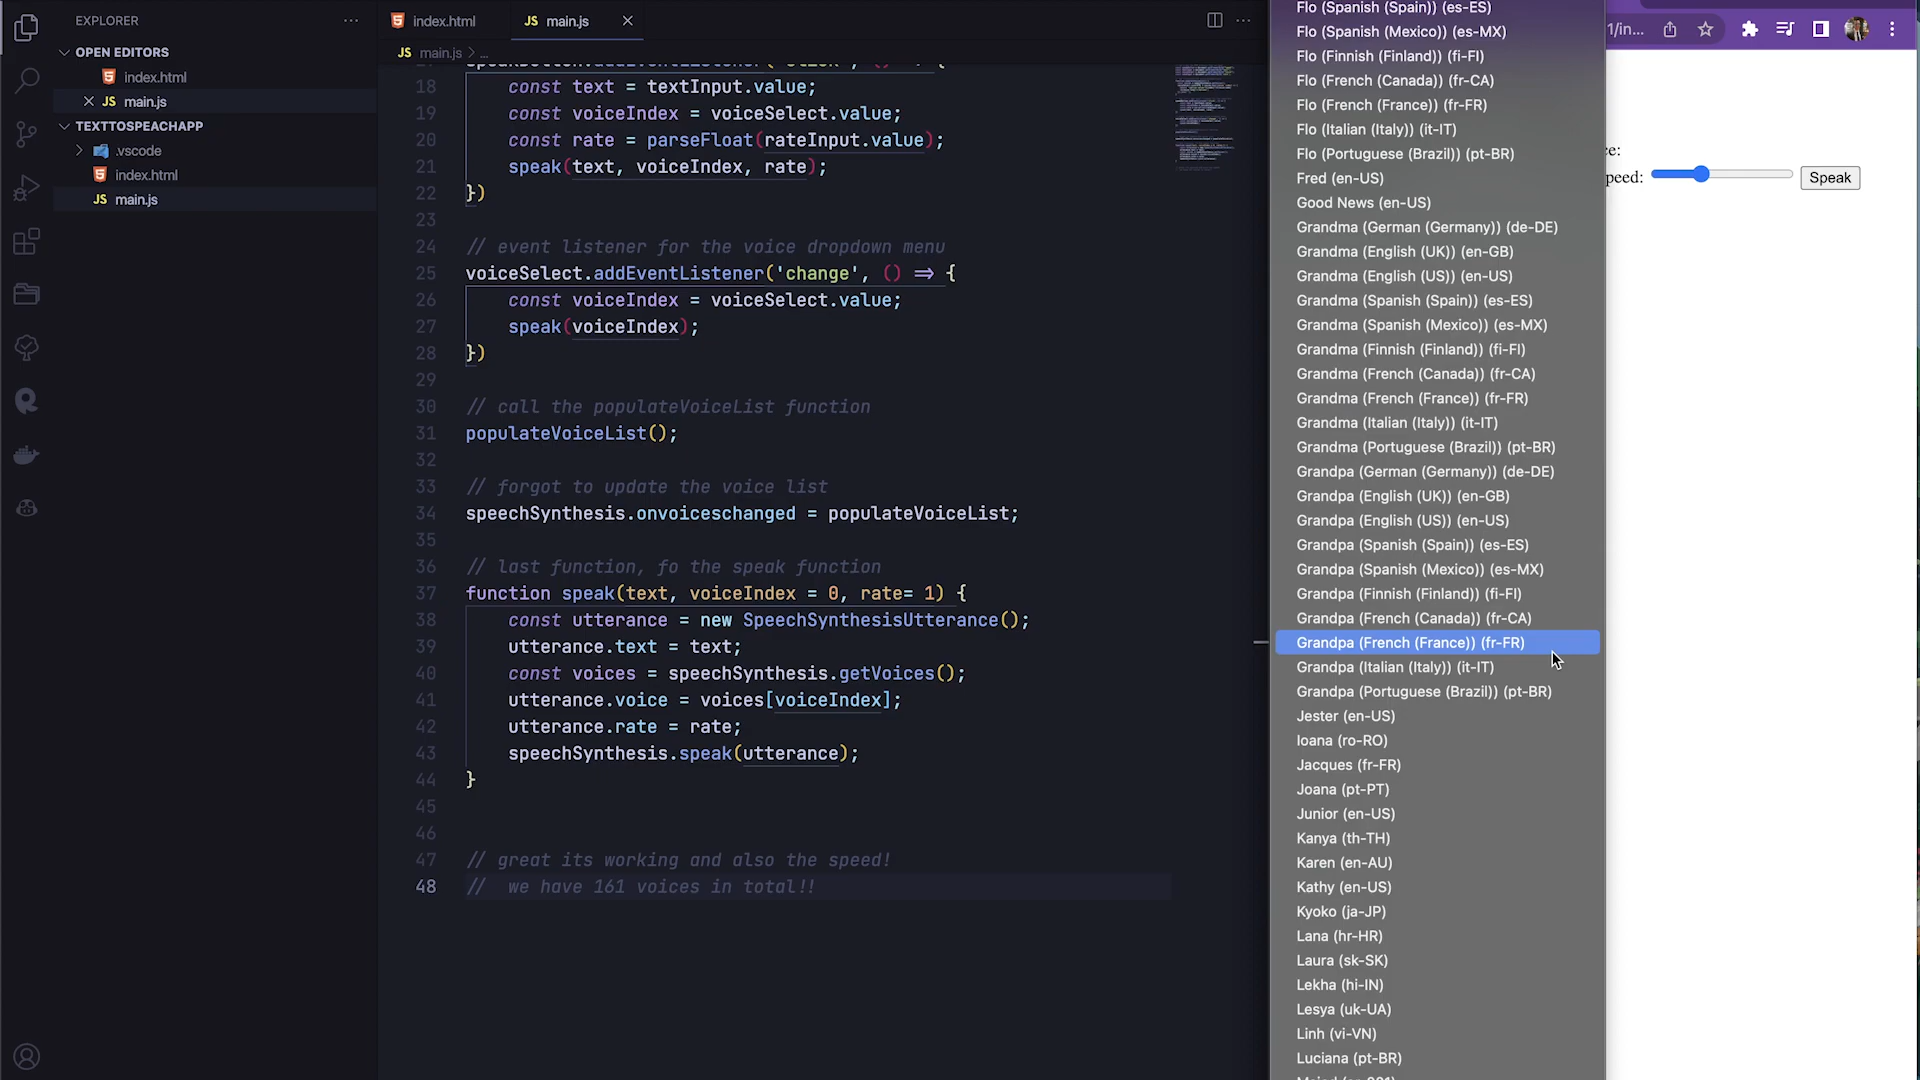 EXPLORER
OPEN EDITORS
index.html
JS main.js
TEXTTOSPEACHAPP
.vscode
index.html
JS main.js
index.html
JS main.js
JS main.js > ...
18 const text = textInput.value;
19 const voiceIndex = voiceSelect.value;
20 const rate = parseFloat(rateInput.value);
21 speak(text, voiceIndex, rate);
22 })
23
24 // event listener for the voice dropdown menu
25 voiceSelect.addEventListener('change', () => {
26 const voiceIndex = voiceSelect.value;
27 speak(voiceIndex);
28 })
29
30 // call the populateVoiceList function
31 populateVoiceList();
32
33 // forgot to update the voice list
34 speechSynthesis.onvoiceschanged = populateVoiceList;
35
36 // last function, fo the speak function
37 function speak(text, voiceIndex = 0, rate= 1) {
38 const utterance = new SpeechSynthesisUtterance();
39 utterance.text = text;
40 const voices = speechSynthesis.getVoices();
41 utterance.voice = voices[voiceIndex];
42 utterance.rate = rate;
43 speechSynthesis.speak(utterance);
44 }
45
46
47 // great its working and also the speed!
48 // we have 161 voices in total!!
Flo (Spanish (Spain)) (es-ES)
Flo (Spanish (Mexico)) (es-MX)
Flo (Finnish (Finland)) (fi-FI)
Flo (French (Canada)) (fr-CA)
Flo (French (France)) (fr-FR)
Flo (Italian (Italy)) (it-IT)
Flo (Portuguese (Brazil)) (pt-BR)
Fred (en-US)
Good News (en-US)
Grandma (German (Germany)) (de-DE)
Grandma (English (UK)) (en-GB)
Grandma (English (US)) (en-US)
Grandma (Spanish (Spain)) (es-ES)
Grandma (Spanish (Mexico)) (es-MX)
Grandma (Finnish (Finland)) (fi-FI)
Grandma (French (Canada)) (fr-CA)
Grandma (French (France)) (fr-FR)
Grandma (Italian (Italy)) (it-IT)
Grandma (Portuguese (Brazil)) (pt-BR)
Grandpa (German (Germany)) (de-DE)
Grandpa (English (UK)) (en-GB)
Grandpa (English (US)) (en-US)
Grandpa (Spanish (Spain)) (es-ES)
Grandpa (Spanish (Mexico)) (es-MX)
Grandpa (Finnish (Finland)) (fi-FI)
Grandpa (French (Canada)) (fr-CA)
Grandpa (French (France)) (fr-FR)
Grandpa (Italian (Italy)) (it-IT)
Grandpa (Portuguese (Brazil)) (pt-BR)
Jester (en-US)
Ioana (ro-RO)
Jacques (fr-FR)
Joana (pt-PT)
Junior (en-US)
Kanya (th-TH)
Karen (en-AU)
Kathy (en-US)
Kyoko (ja-JP)
Lana (hr-HR)
Laura (sk-SK)
Lekha (hi-IN)
Lesya (uk-UA)
Linh (vi-VN)
Luciana (pt-BR)
1/in...
ce:
peed:
Speak